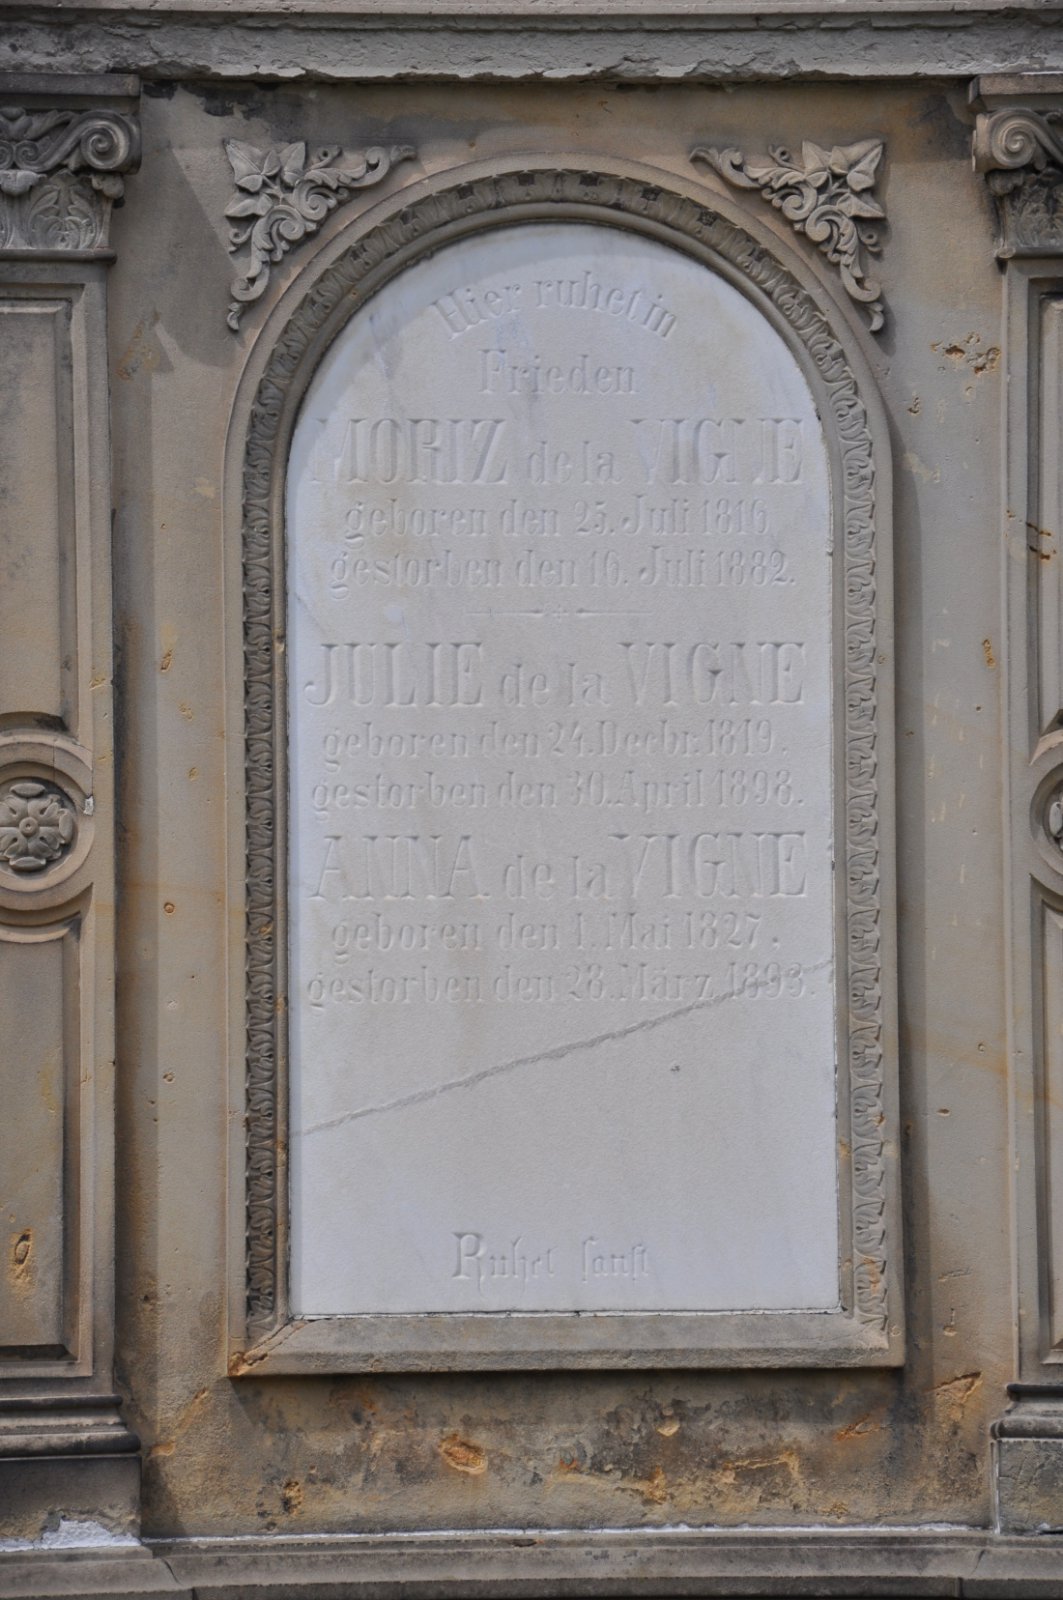 Hier ruhet in
Frieden
MORIZ de la VIGNE
geboren den 25. Juli 1816.
gestorben den 10. Juli 1882.
JULIE de la VIGNE
geboren den 24. Decbr. 1819.
gestorben den 30. April 1898.
ANNA de la VIGNE
geboren den 1. Mai 1827.
gestorben den 28. März 1893.
Ruhet sanft